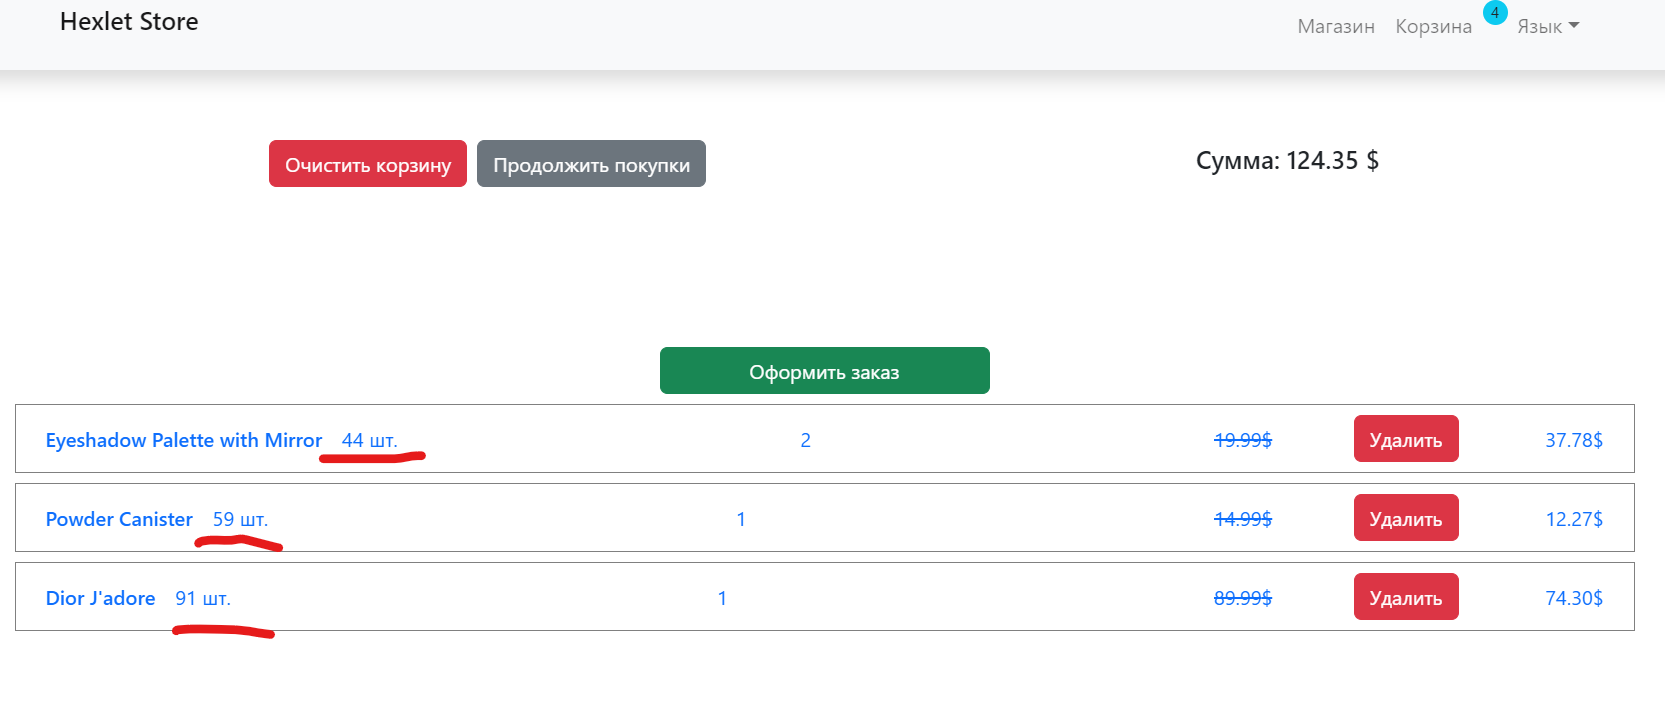 Hexlet Store
Магазин Корзина 4 Язык
Очистить корзину Продолжить покупки Сумма: 124.35 $
Оформить заказ
Eyeshadow Palette with Mirror 44 шт. 2 19.99$ Удалить 37.78$
Powder Canister 59 шт. 1 14.99$ Удалить 12.27$
Dior J'adore 91 шт. 1 89.99$ Удалить 74.30$